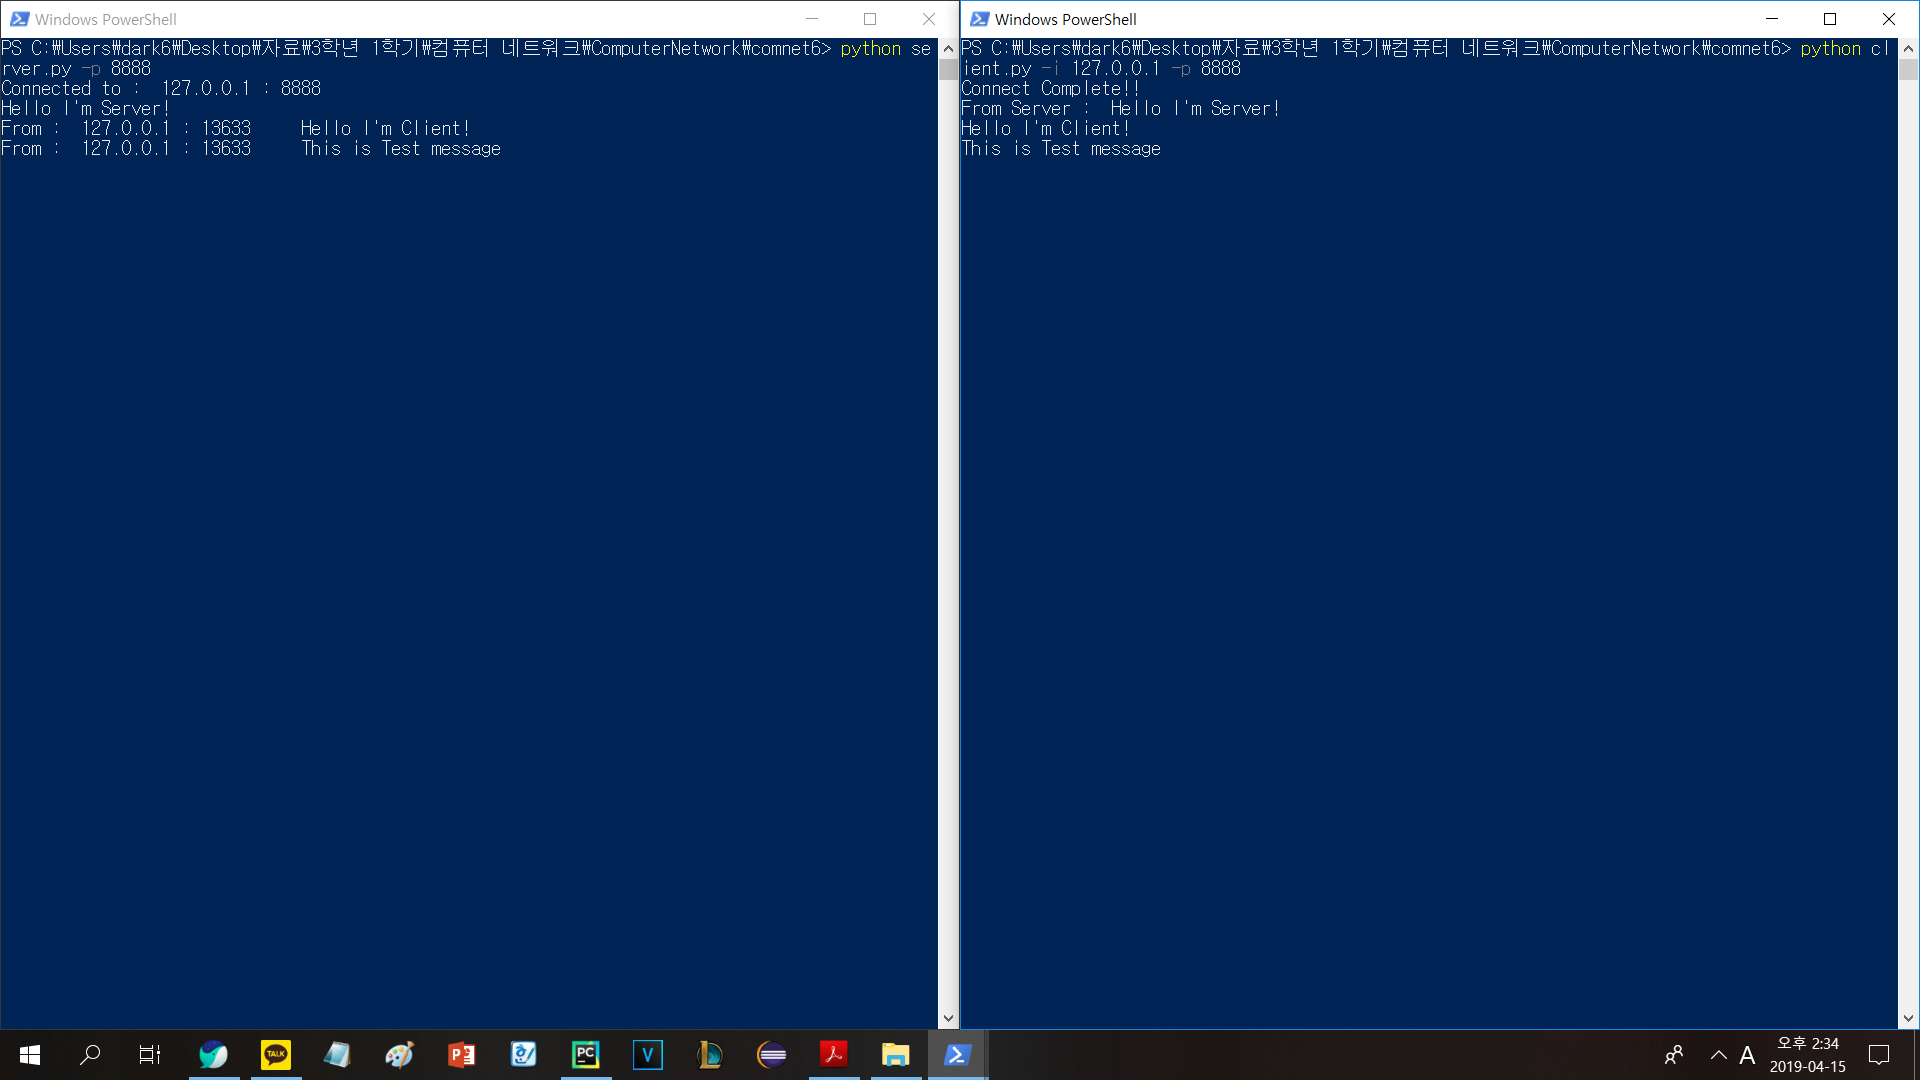 Windows PowerShell
PS C:₩Users₩dark6₩Desktop₩자료₩3학년 1학기₩컴퓨터 네트워크₩ComputerNetwork₩comnet6> python se
rver.py -p 8888
Connected to :  127.0.0.1 : 8888
Hello I'm Server!
From :  127.0.0.1 : 13633     Hello I'm Client!
From :  127.0.0.1 : 13633     This is Test message
Windows PowerShell
PS C:₩Users₩dark6₩Desktop₩자료₩3학년 1학기₩컴퓨터 네트워크₩ComputerNetwork₩comnet6> python cl
ient.py -i 127.0.0.1 -p 8888
Connect Complete!!
From Server :  Hello I'm Server!
Hello I'm Client!
This is Test message
TALK
P
PC
V
A
오후 2:34
2019-04-15